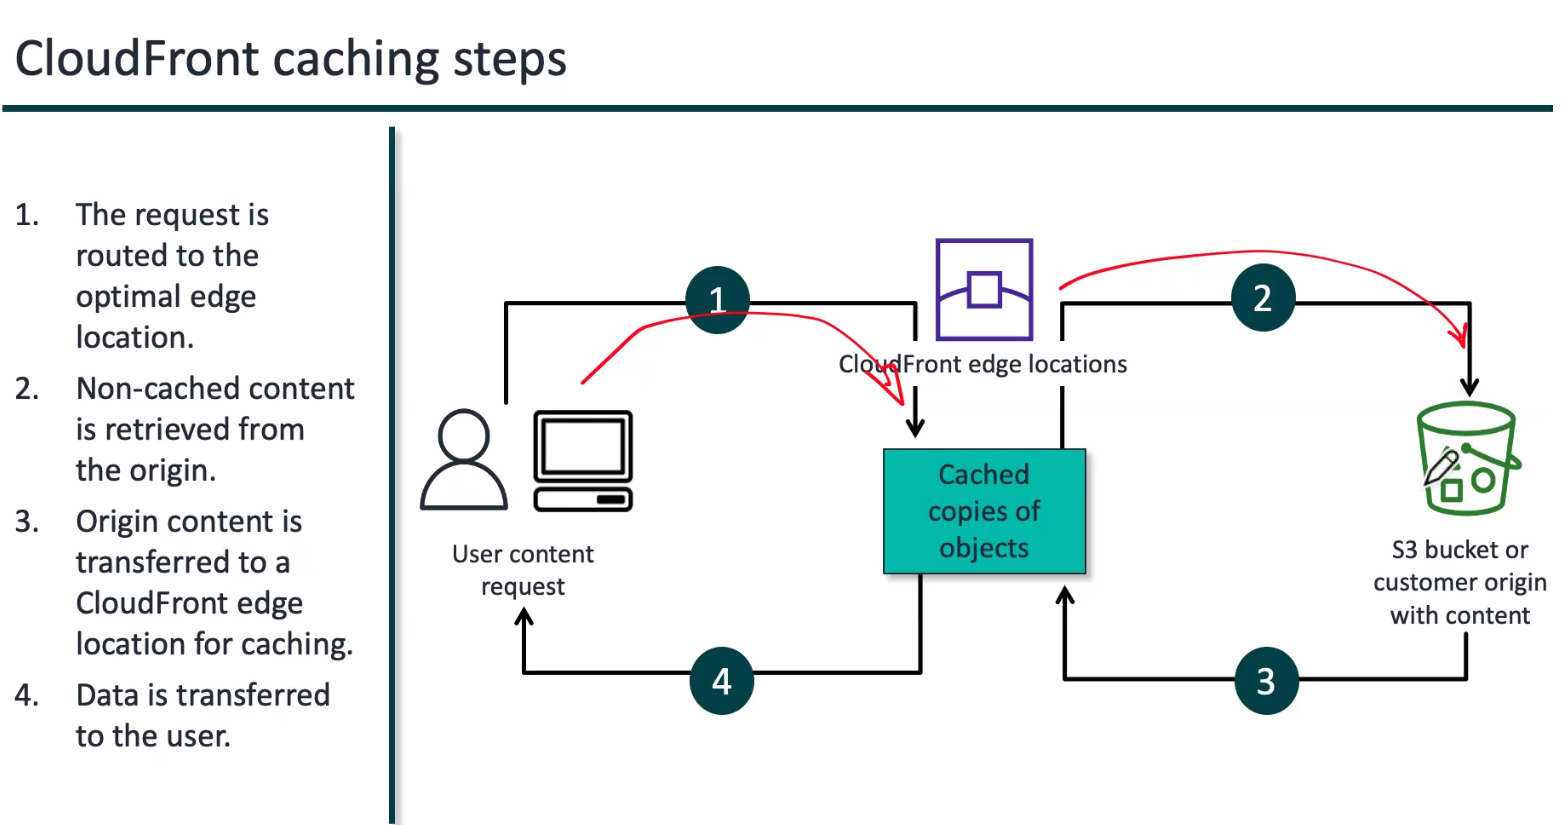 CloudFront caching steps
1. The request is
routed to the
optimal edge
location.
2. Non-cached content
is retrieved from
the origin.
3. Origin content is
transferred to a
CloudFront edge
location for caching.
4. Data is transferred
to the user.
1
2
CloudFront edge locations
Cached
copies of
objects
User content
request
S3 bucket or
customer origin
with content
4
3